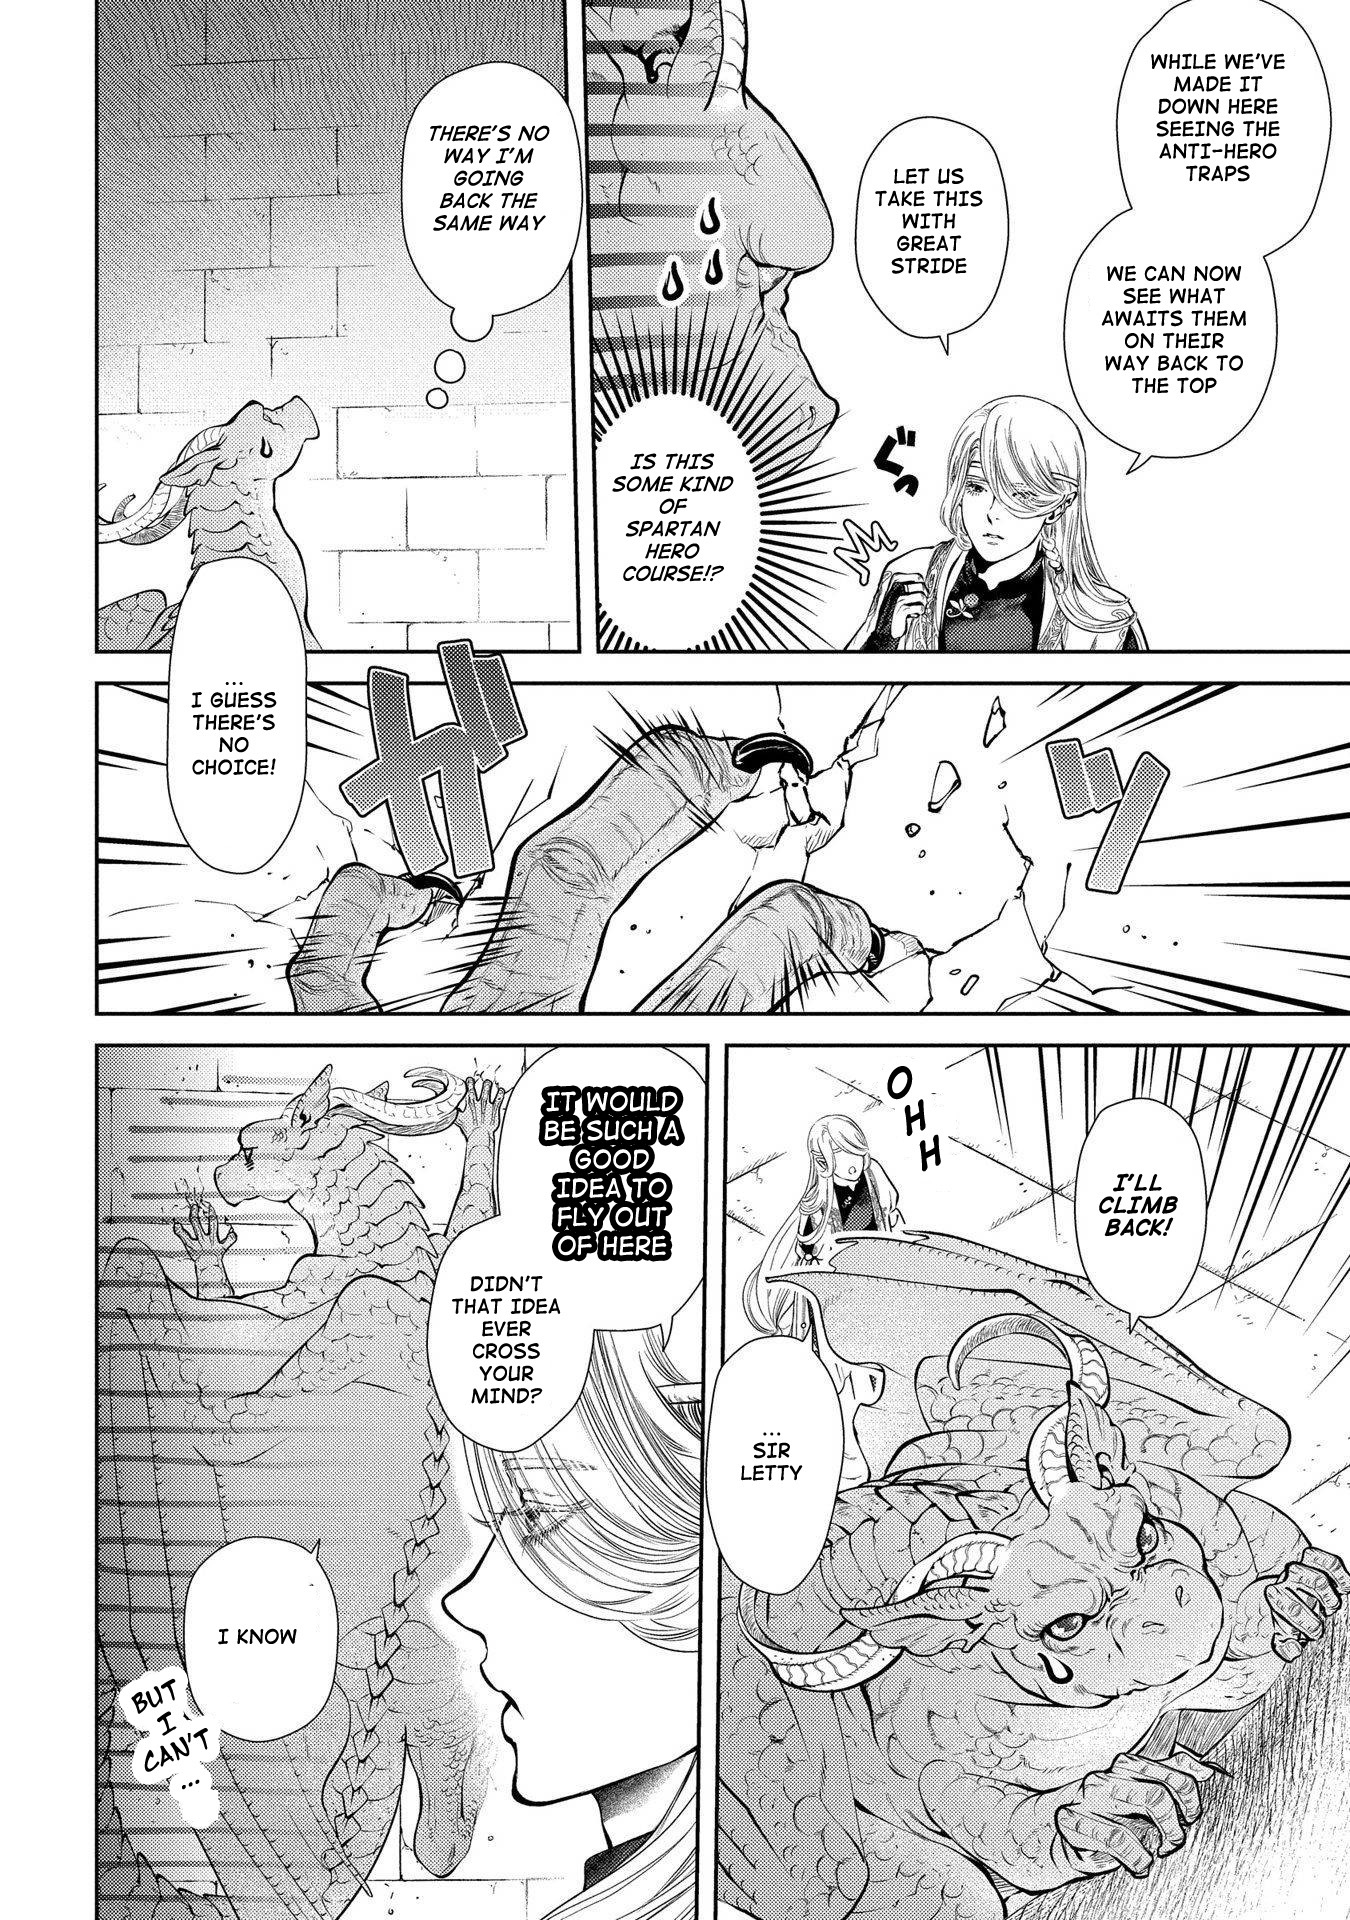 WHILE WE'VE
MADE IT
DOWN HERE
SEEING THE
ANTI-HERO
TRAPS
WE CAN NOW
SEE WHAT
AWAITS THEM
ON THEIR
WAY BACK TO
THE TOP
LET US
TAKE THIS
WITH
GREAT
STRIDE
ぐっ
IS THIS
SOME KIND
OF
SPARTAN
HERO
COURSE!?
THERE'S NO
WAY I'M
GOING
BACK THE
SAME WAY
...
I GUESS
THERE'S
NO
CHOICE!
ガッ
I'LL
CLIMB
BACK!
OHH
...
SIR
LETTY
IT WOULD
BE SUCH A
GOOD
IDEA TO
FLY OUT
OF HERE
DIDN'T
THAT IDEA
EVER
CROSS
YOUR
MIND?
I KNOW
BUT
I
CAN'T
...